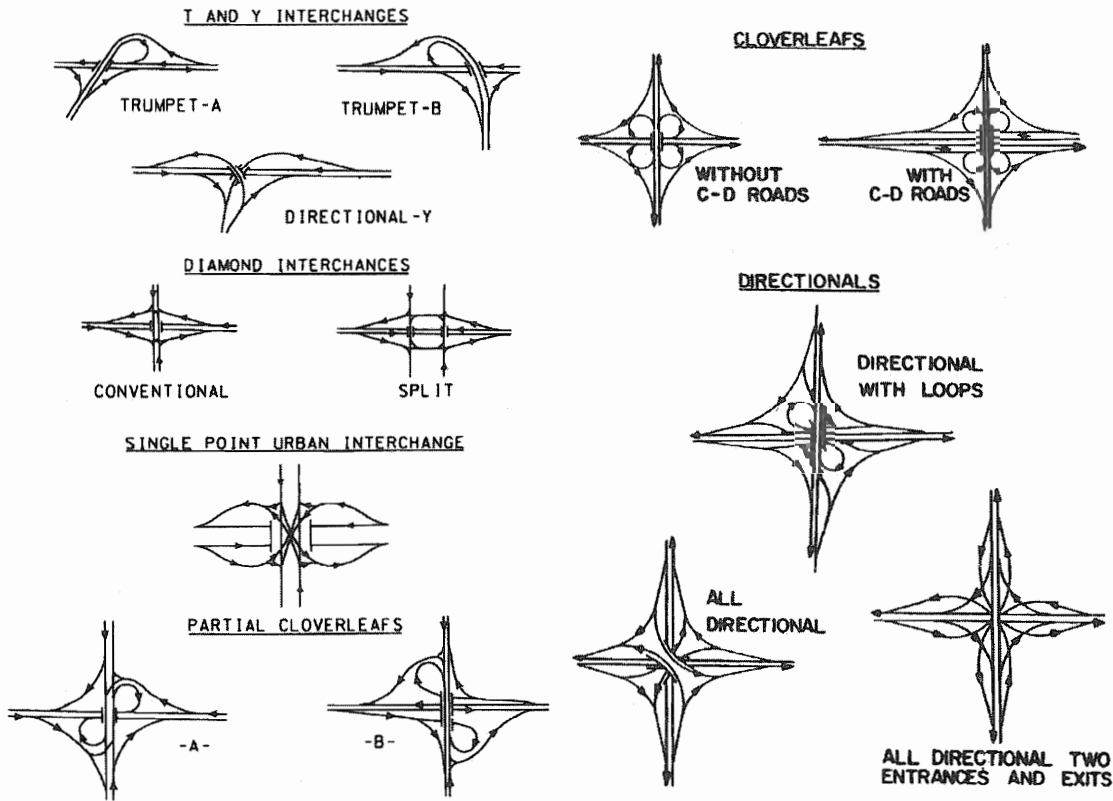 T AND Y INTERCHANGES
TRUMPET-A
TRUMPET-B
DIRECTIONAL-Y
DIAMOND INTERCHANCES
CONVENTIONAL
SPLIT
SINGLE POINT URBAN INTERCHANGE
PARTIAL CLOVERLEAFS
-A-
-B-
CLOVERLEAFS
WITHOUT
C-D ROADS
WITH
C-D ROADS
DIRECTIONALS
DIRECTIONAL
WITH LOOPS
ALL
DIRECTIONAL
ALL DIRECTIONAL TWO
ENTRANCES AND EXITS